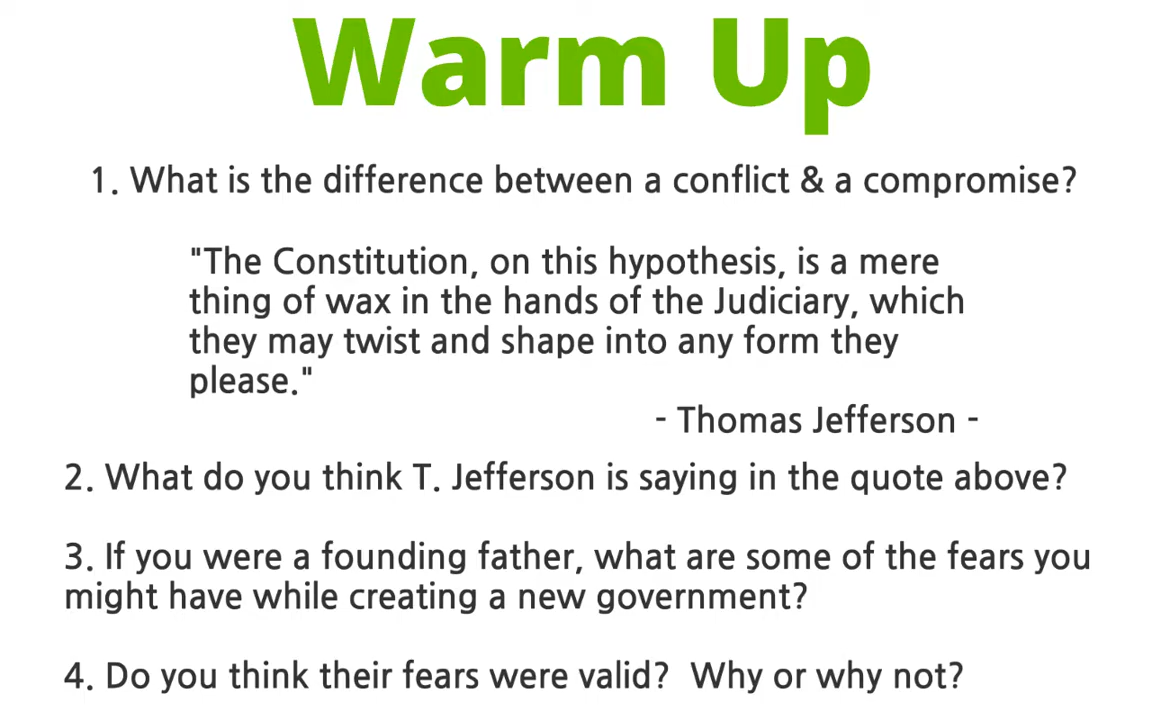 Warm Up
1. What is the difference between a conflict & a compromise?
"The Constitution, on this hypothesis, is a mere
thing of wax in the hands of the Judiciary, which
they may twist and shape into any form they
please."
- Thomas Jefferson -
2. What do you think T. Jefferson is saying in the quote above?
3. If you were a founding father, what are some of the fears you
might have while creating a new government?
4. Do you think their fears were valid?  Why or why not?